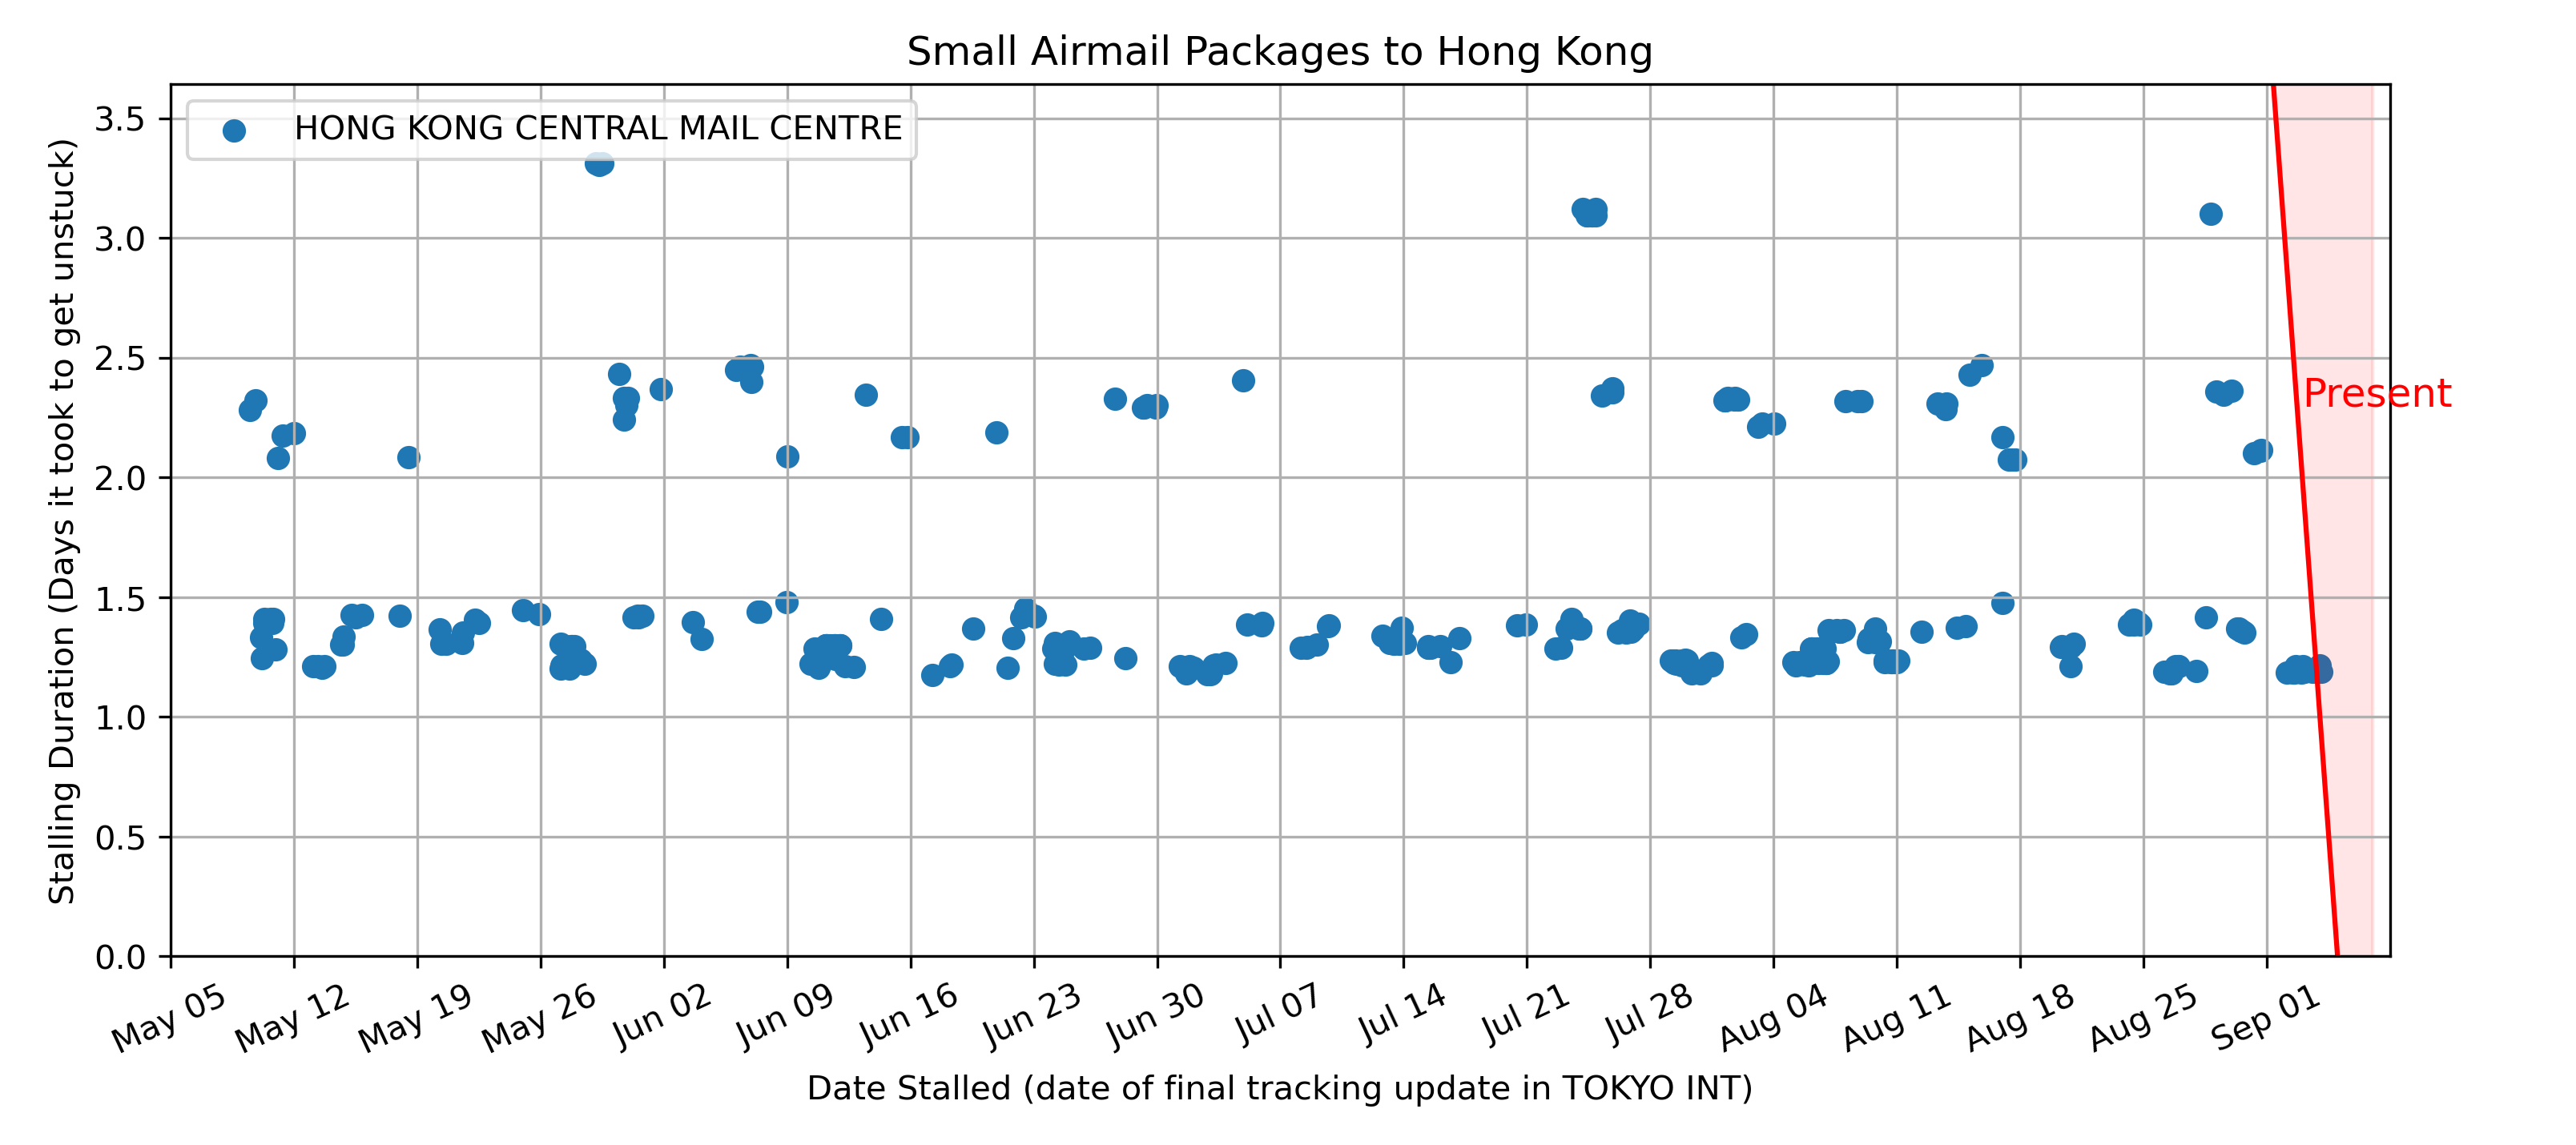 Small Airmail Packages to Hong Kong
HONG KONG CENTRAL MAIL CENTRE
Stalling Duration (Days it took to get unstuck)
3.5
3.0
2.5
2.0
1.5
1.0
0.5
0.0
Present
May 05
May 12
May 19
May 26
Jun 02
Jun 09
Jun 16
Jun 23
Jun 30
Jul 07
Jul 14
Jul 21
Jul 28
Aug 04
Aug 11
Aug 18
Aug 25
Sep 01
Date Stalled (date of final tracking update in TOKYO INT)